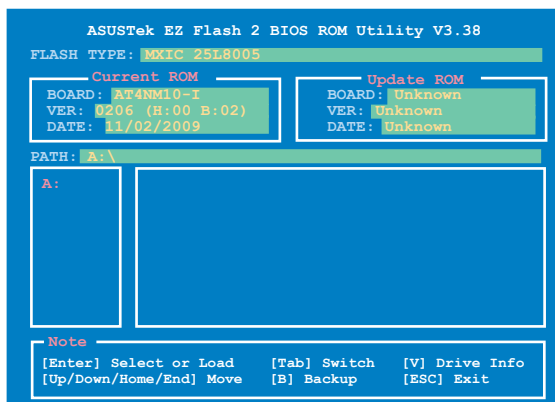 ASUSTek EZ Flash 2 BIOS ROM Utility V3.38
FLASH TYPE: MXIC 25L8005
Current ROM
BOARD: AT4NM10-I
VER: 0206 (H:00 B:02)
DATE: 11/02/2009
Update ROM
BOARD: Unknown
VER: Unknown
DATE: Unknown
PATH: A:\
A:
Note
[Enter] Select or Load [Tab] Switch [V] Drive Info
[Up/Down/Home/End] Move [B] Backup [ESC] Exit